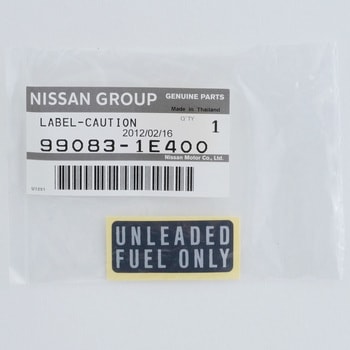 NISSAN GROUP
GENUINE PARTS
Made in Thailand
LABEL-CAUTION
Q'TY
1
2012/02/16
99083-1E400
Nissan Motor Co., Ltd.
UNLEADED
FUEL ONLY